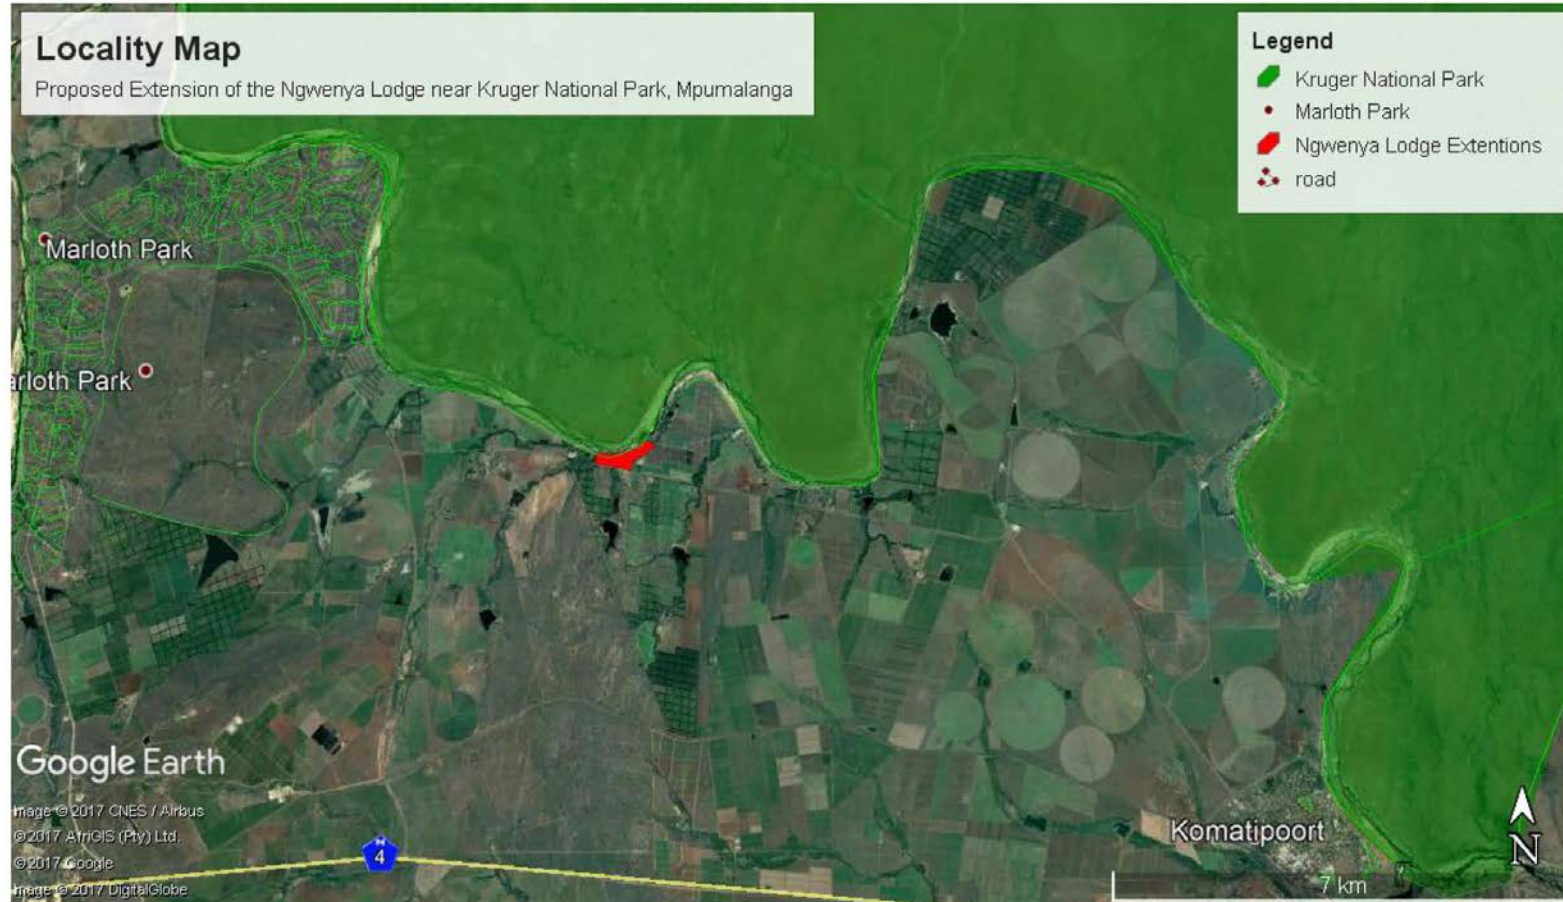 Locality Map
Proposed Extension of the Ngwenya Lodge near Kruger National Park, Mpumalanga
Legend
Kruger National Park
Marloth Park
Ngwenya Lodge Extentions
road
Marloth Park
arloth Park
Google Earth
Image © 2017 CNES / Airbus
©2017 AfriGIS (Pty) Ltd.
©2017 Google
Image © 2017 DigitalGlobe
N
4
Komatipoort
7 km
N